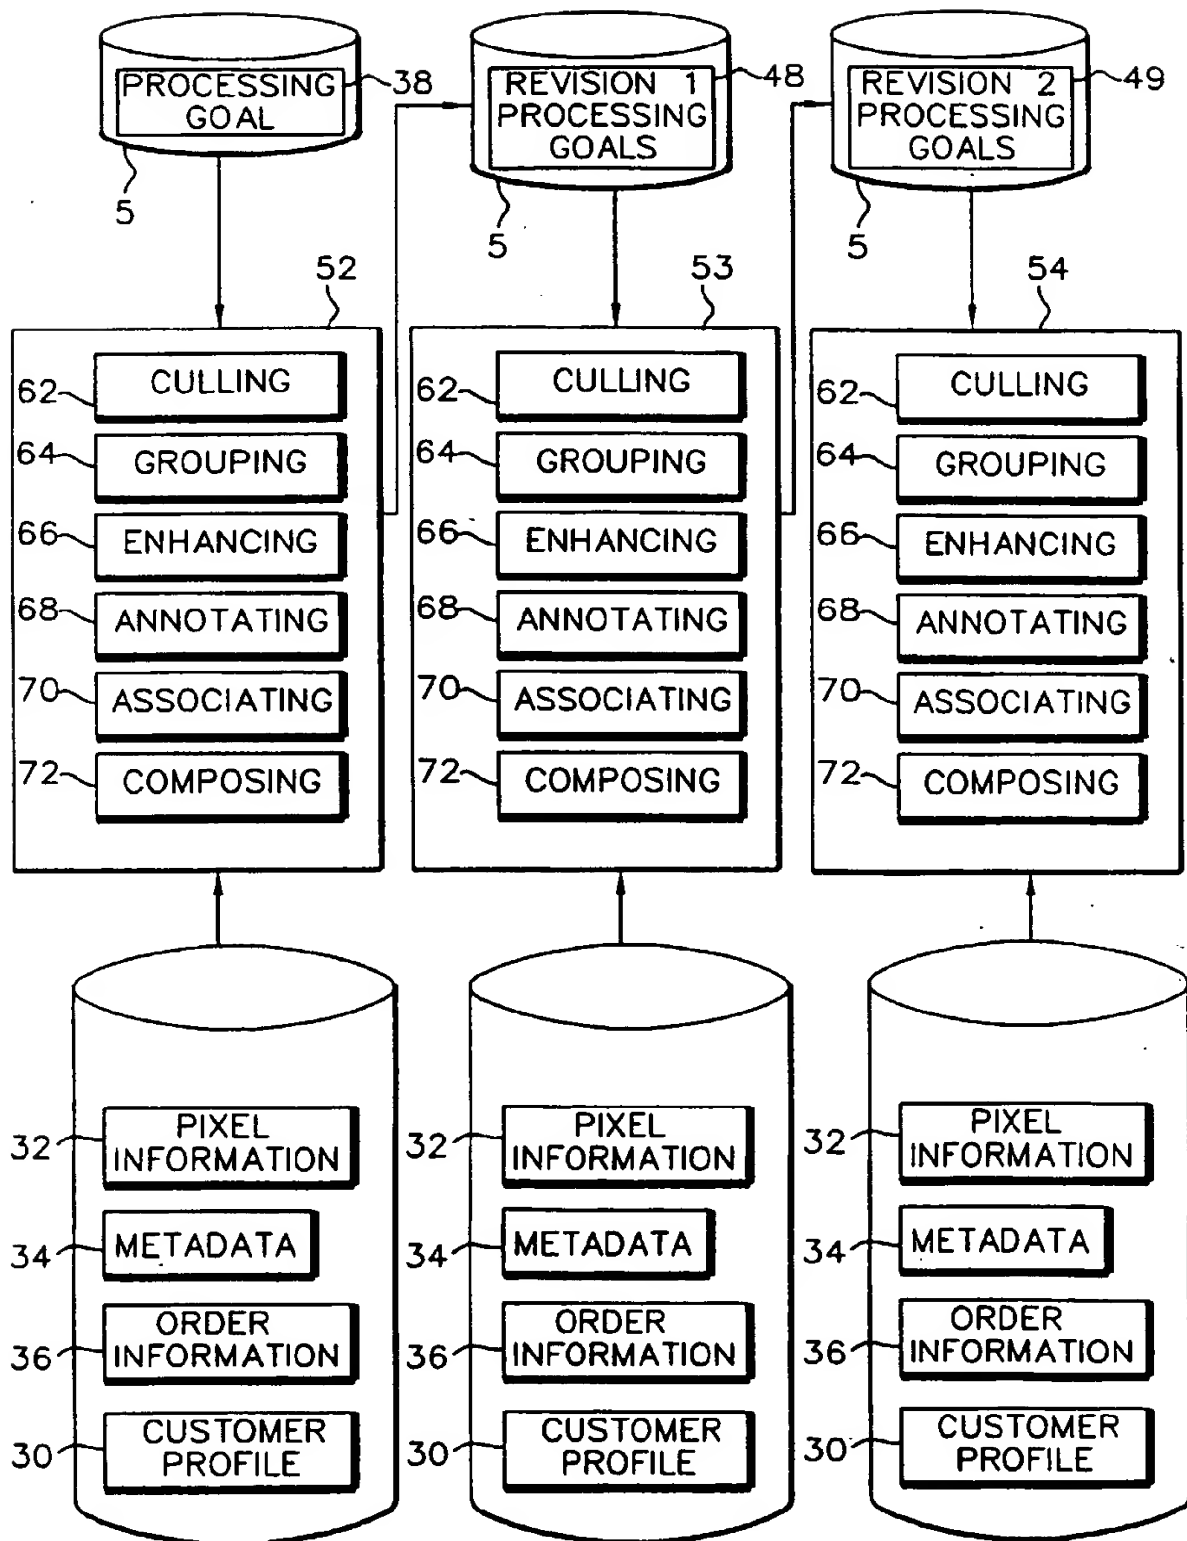 PROCESSING
GOAL
38
5
REVISION 1
PROCESSING
GOALS
48
5
REVISION 2
PROCESSING
GOALS
49
5
52
62 CULLING
64 GROUPING
66 ENHANCING
68 ANNOTATING
70 ASSOCIATING
72 COMPOSING
53
62 CULLING
64 GROUPING
66 ENHANCING
68 ANNOTATING
70 ASSOCIATING
72 COMPOSING
54
62 CULLING
64 GROUPING
66 ENHANCING
68 ANNOTATING
70 ASSOCIATING
72 COMPOSING
32 PIXEL
INFORMATION
34 METADATA
36 ORDER
INFORMATION
30 CUSTOMER
PROFILE
32 PIXEL
INFORMATION
34 METADATA
36 ORDER
INFORMATION
30 CUSTOMER
PROFILE
32 PIXEL
INFORMATION
34 METADATA
36 ORDER
INFORMATION
30 CUSTOMER
PROFILE